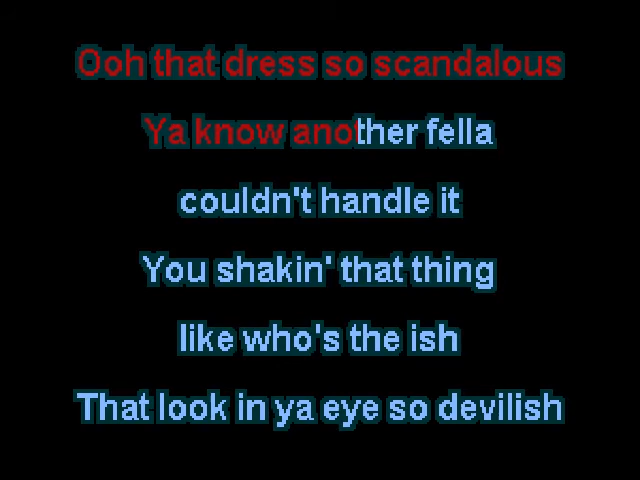 Ooh that dress so scandalous
Ya know another fella
couldn't handle it
You shakin' that thing
like who's the ish
That look in ya eye so devilish